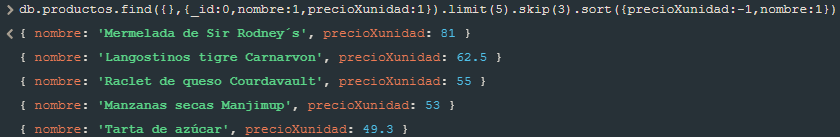 > db.productos.find({},{_id:0,nombre:1,precioXunidad:1}).limit(5).skip(3).sort({precioXunidad:-1,nombre:1})
< { nombre: 'Mermelada de Sir Rodney´s', precioXunidad: 81 }
{ nombre: 'Langostinos tigre Carnarvon', precioXunidad: 62.5 }
{ nombre: 'Raclet de queso Courdavault', precioXunidad: 55 }
{ nombre: 'Manzanas secas Manjimup', precioXunidad: 53 }
{ nombre: 'Tarta de azúcar', precioXunidad: 49.3 }